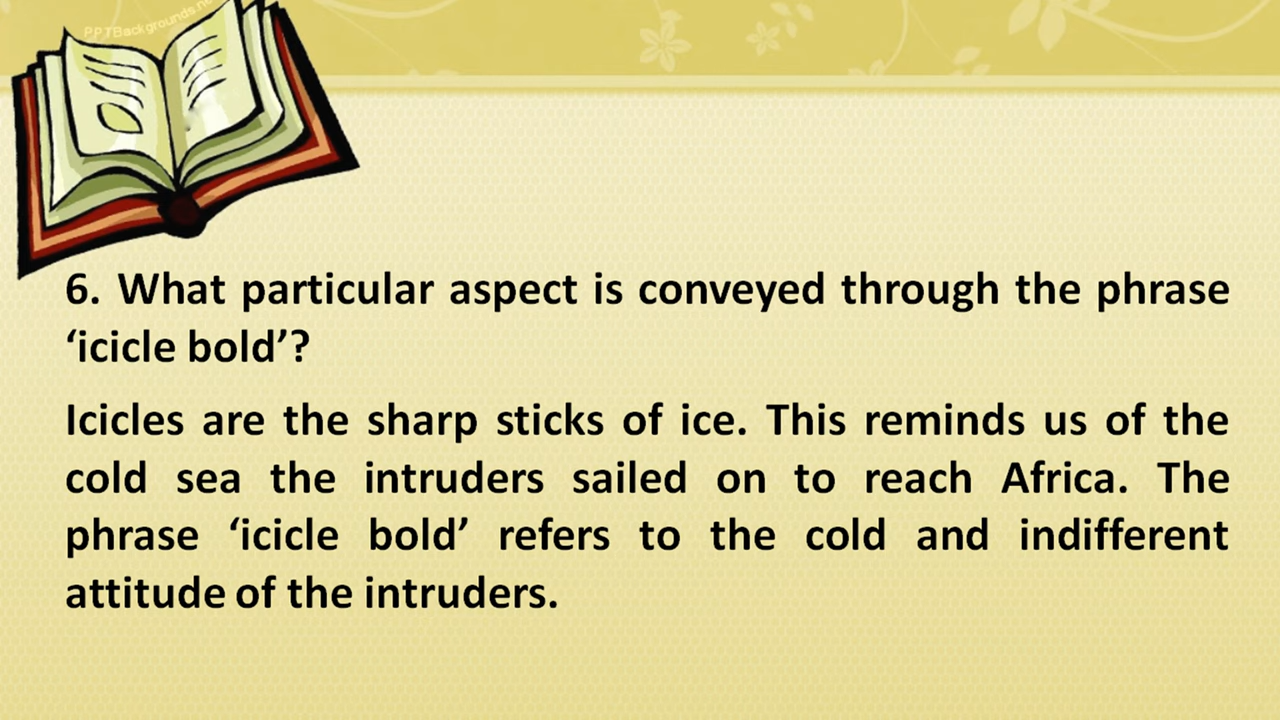 PPTBackgrounds.ne
6. What particular aspect is conveyed through the phrase
‘icicle bold’?
Icicles are the sharp sticks of ice. This reminds us of the
cold sea the intruders sailed on to reach Africa. The
phrase ‘icicle bold’ refers to the cold and indifferent
attitude of the intruders.